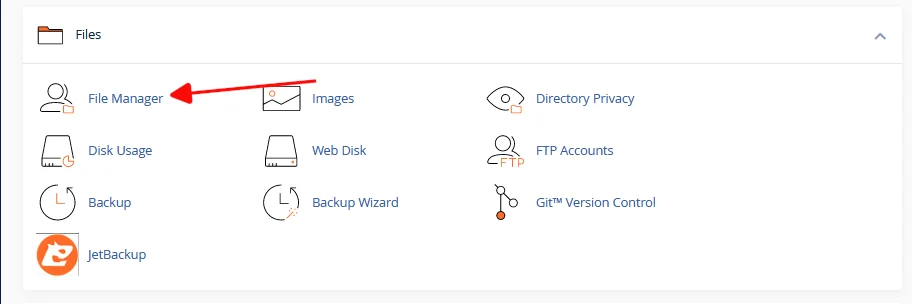 Files
File Manager
Images
Directory Privacy
Disk Usage
Web Disk
FTP
FTP Accounts
Backup
Backup Wizard
Git™ Version Control
JetBackup